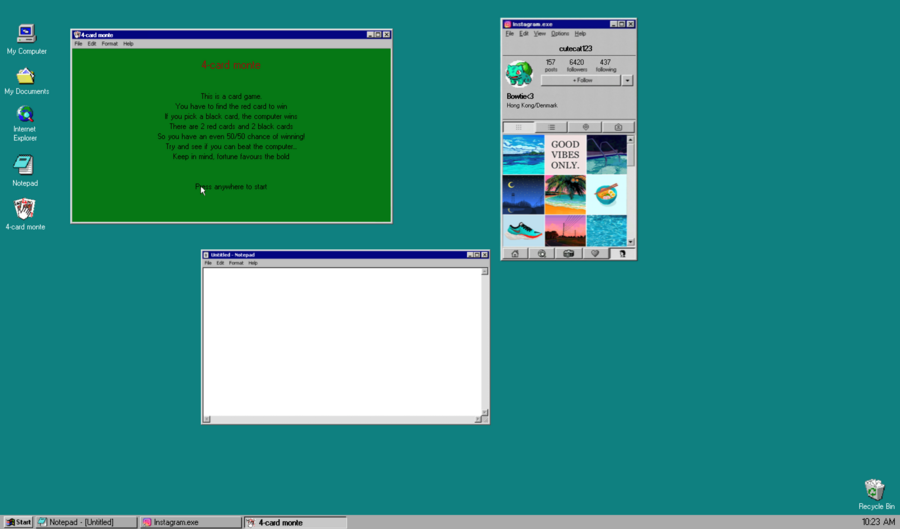 My Computer
My Documents
Internet
Explorer
Notepad
4-card monte
4-card monte
File Edit Format Help
4-card monte
This is a card game.
You have to find the red card to win
If you pick a black card, the computer wins
There are 2 red cards and 2 black cards
So you have an even 50/50 chance of winning!
Try and see if you can beat the computer..
Keep in mind, fortune favours the bold
Press anywhere to start
Instagram.exe
File Edit View Options Help
cutecat123
157 6420 437
posts followers following
+ Follow
Bowtie<3
Hong Kong/Denmark
GOOD
VIBES
ONLY.
Untitled - Notepad
File Edit Format Help
Recycle Bin
Start
Notepad - [Untitled]
Instagram.exe
4-card monte
10:23 AM